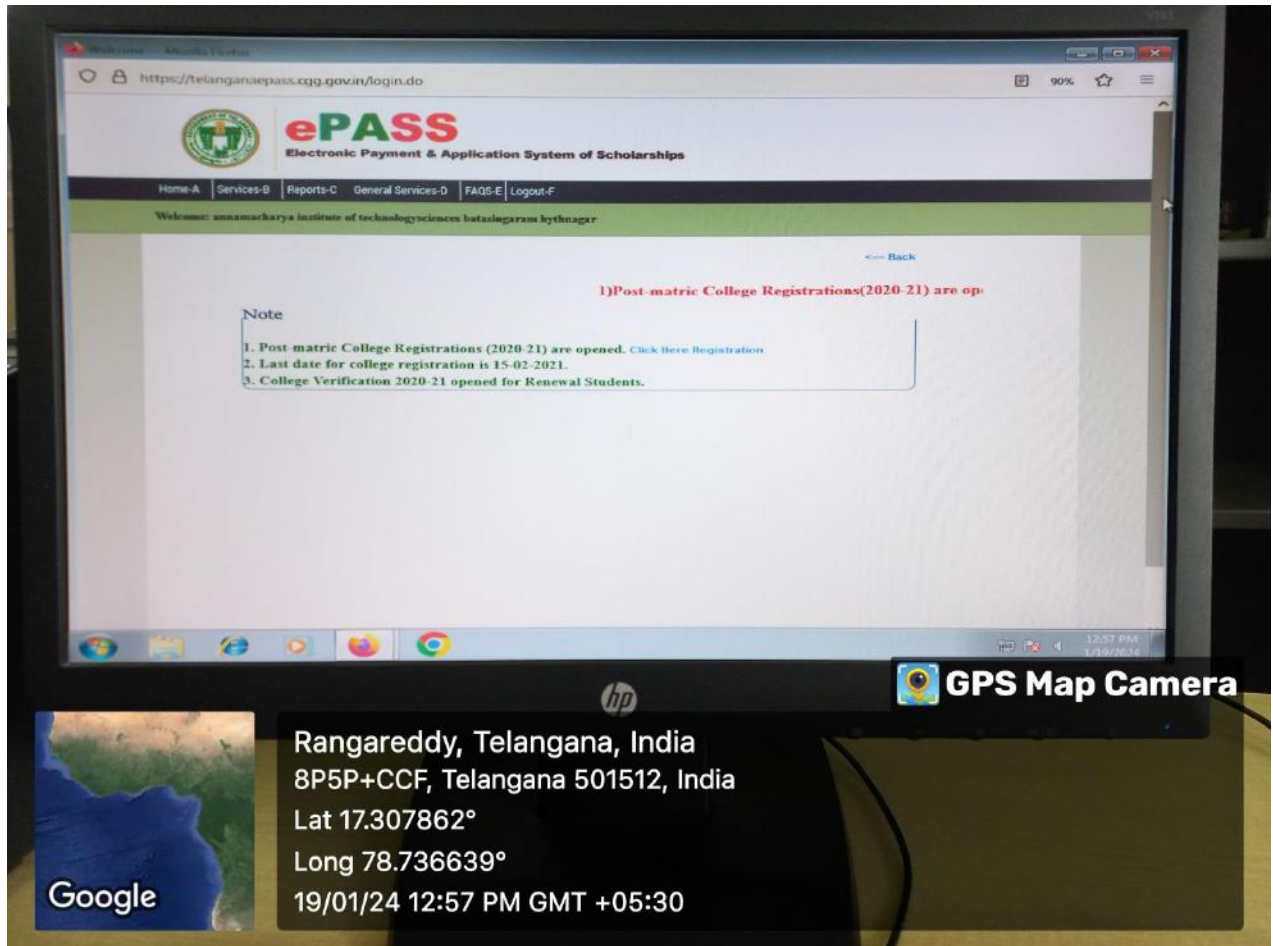 V193
Welcome — Mozilla Firefox
https://telanganaepass.cgg.gov.in/login.do
90%
ePASS
Electronic Payment & Application System of Scholarships
Home-A Services-B Reports-C General Services-D FAQS-E Logout-F
Welcome: annamacharya institute of technologysciences batasingaram hythnagar
<-- Back
1)Post-matric College Registrations(2020-21) are op
Note
1. Post-matric College Registrations (2020-21) are opened. Click Here Registration
2. Last date for college registration is 15-02-2021.
3. College Verification 2020-21 opened for Renewal Students.
12:57 PM
1/19/2024
hp
GPS Map Camera
Rangareddy, Telangana, India
8P5P+CCF, Telangana 501512, India
Lat 17.307862°
Long 78.736639°
19/01/24 12:57 PM GMT +05:30
Google